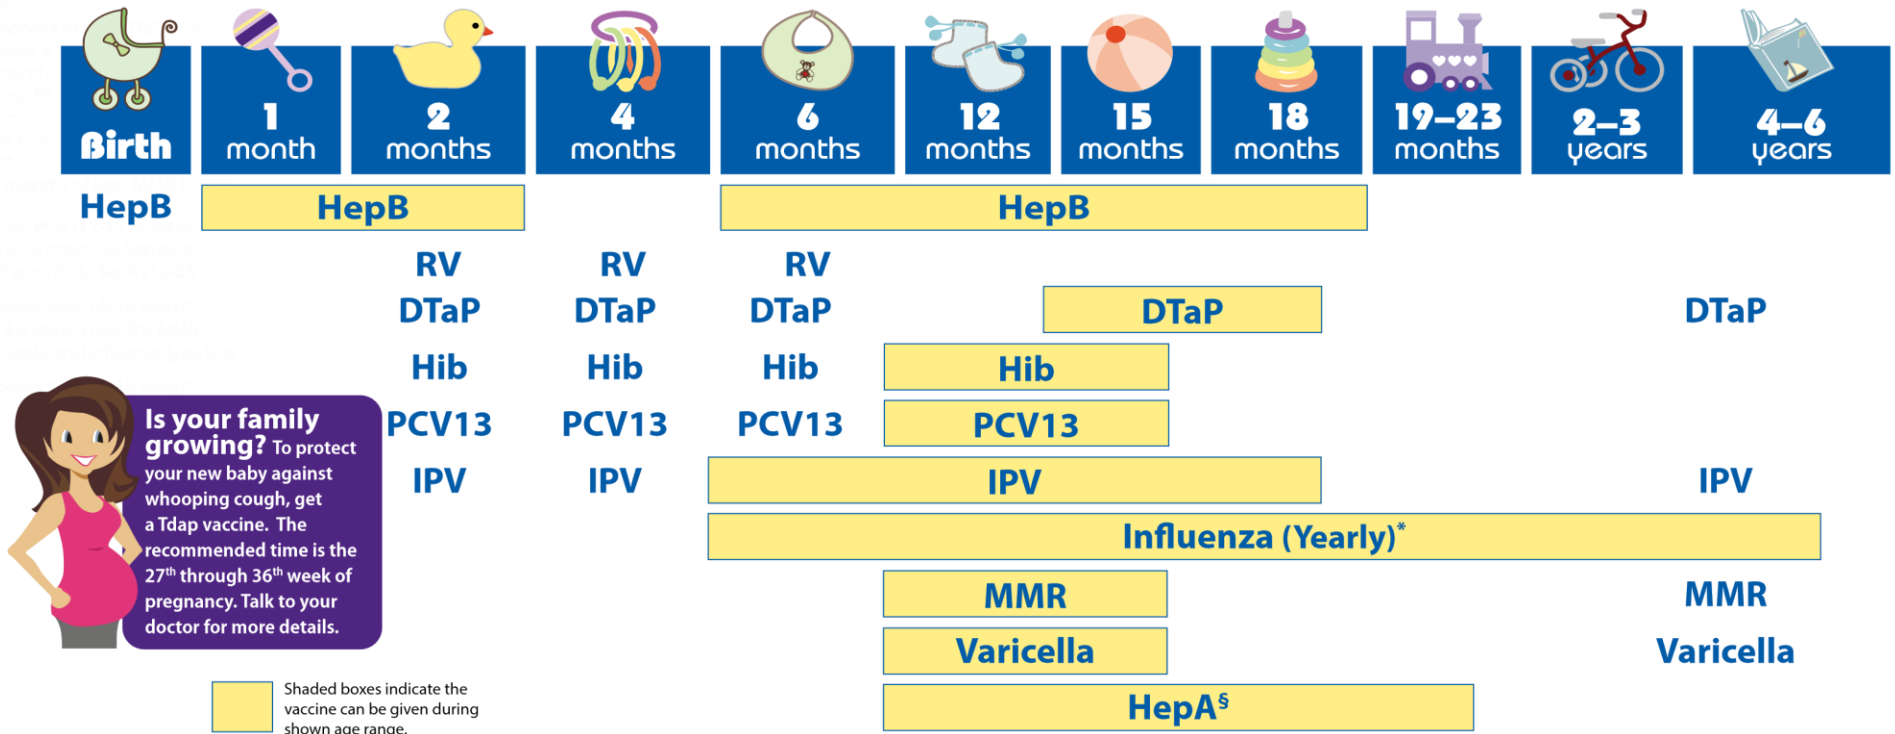 Birth
1
month
2
months
4
months
6
months
12
months
15
months
18
months
19–23
months
2–3
years
4–6
years
HepB
HepB
HepB
RV
RV
RV
DTaP
DTaP
DTaP
DTaP
DTaP
Hib
Hib
Hib
Hib
PCV13
PCV13
PCV13
PCV13
IPV
IPV
IPV
IPV
Influenza (Yearly)*
MMR
MMR
Varicella
Varicella
HepA§
Is your family
growing? To protect
your new baby against
whooping cough, get
a Tdap vaccine. The
recommended time is the
27th through 36th week of
pregnancy. Talk to your
doctor for more details.
Shaded boxes indicate the
vaccine can be given during
shown age range.